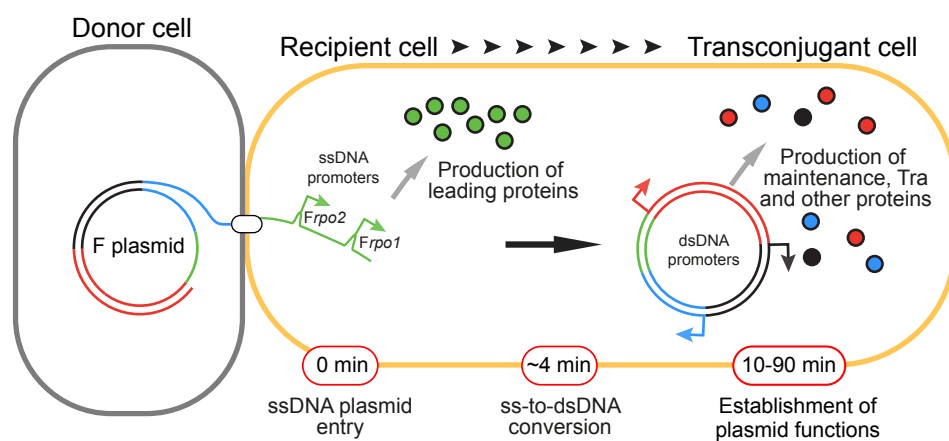 Donor cell
Recipient cell
Transconjugant cell
ssDNA
promoters
Frpo2
Frpo1
Production of
leading proteins
F plasmid
dsDNA
promoters
Production of
maintenance, Tra
and other proteins
0 min
~4 min
10-90 min
ssDNA plasmid
entry
ss-to-dsDNA
conversion
Establishment of
plasmid functions